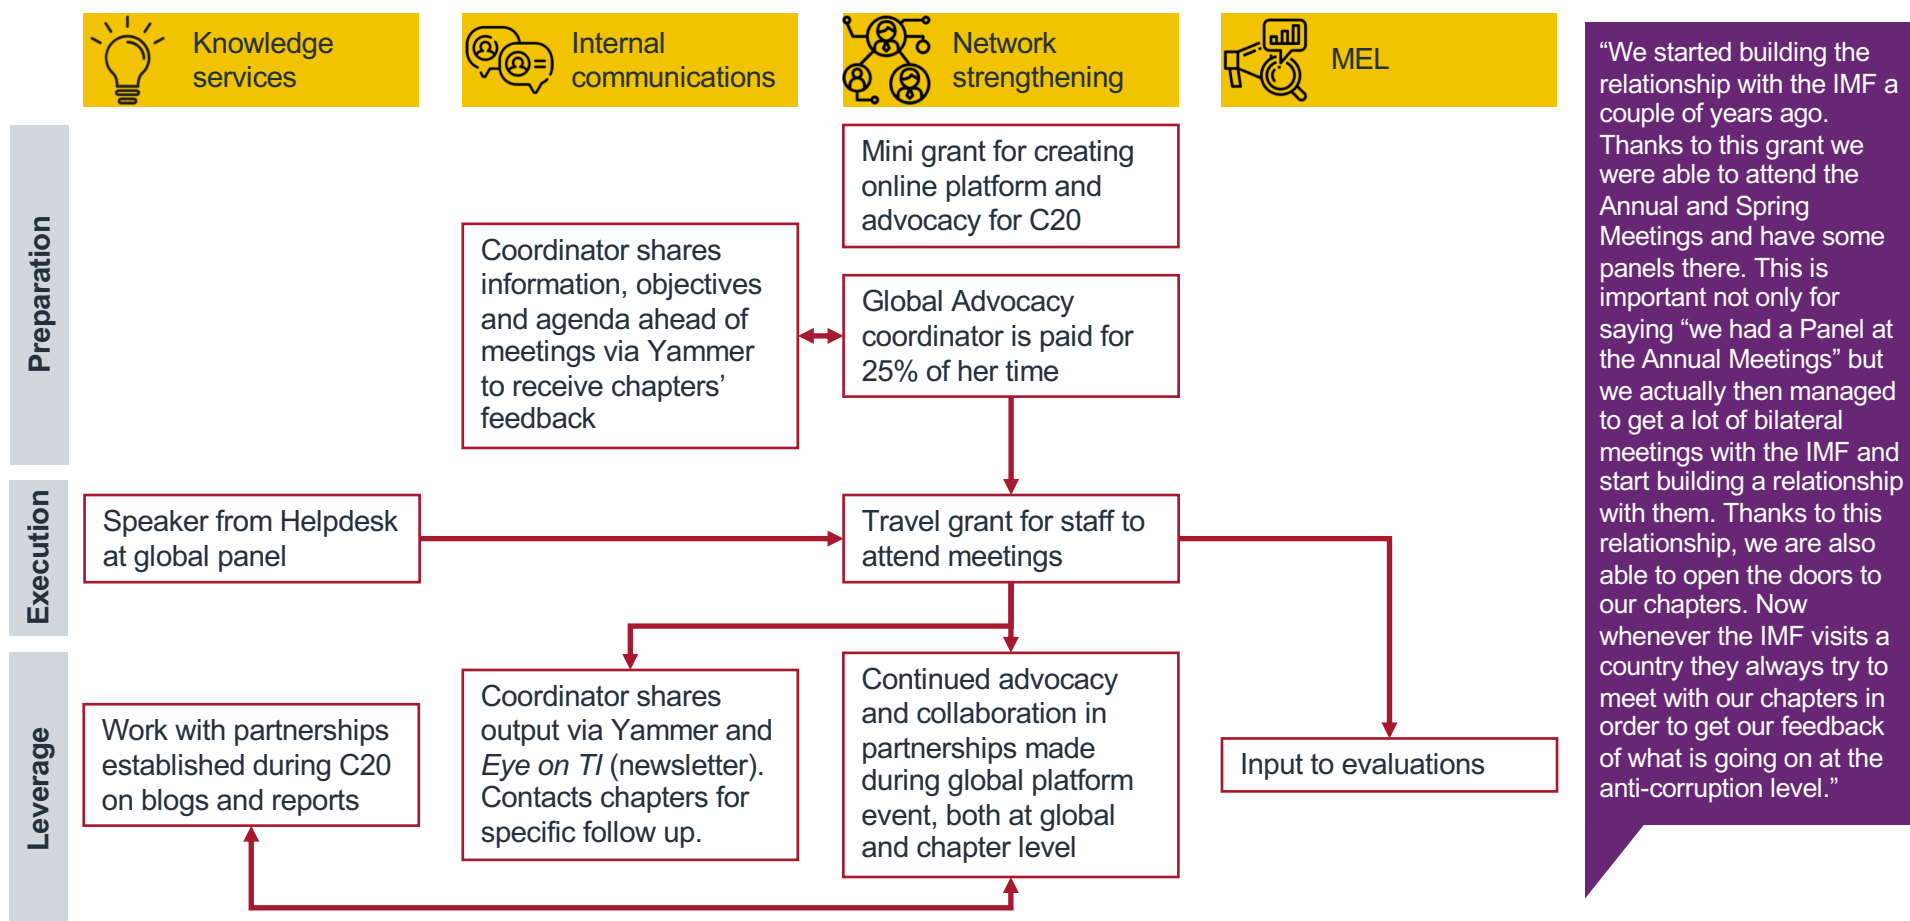 Knowledge
services
Internal
communications
Network
strengthening
MEL
Preparation
Mini grant for creating
online platform and
advocacy for C20
Coordinator shares
information, objectives
and agenda ahead of
meetings via Yammer
to receive chapters’
feedback
Global Advocacy
coordinator is paid for
25% of her time
Execution
Speaker from Helpdesk
at global panel
Travel grant for staff to
attend meetings
Leverage
Work with partnerships
established during C20
on blogs and reports
Coordinator shares
output via Yammer and
Eye on TI (newsletter).
Contacts chapters for
specific follow up.
Continued advocacy
and collaboration in
partnerships made
during global platform
event, both at global
and chapter level
Input to evaluations
“We started building the
relationship with the IMF a
couple of years ago.
Thanks to this grant we
were able to attend the
Annual and Spring
Meetings and have some
panels there. This is
important not only for
saying “we had a Panel at
the Annual Meetings” but
we actually then managed
to get a lot of bilateral
meetings with the IMF and
start building a relationship
with them. Thanks to this
relationship, we are also
able to open the doors to
our chapters. Now
whenever the IMF visits a
country they always try to
meet with our chapters in
order to get our feedback
of what is going on at the
anti-corruption level.”